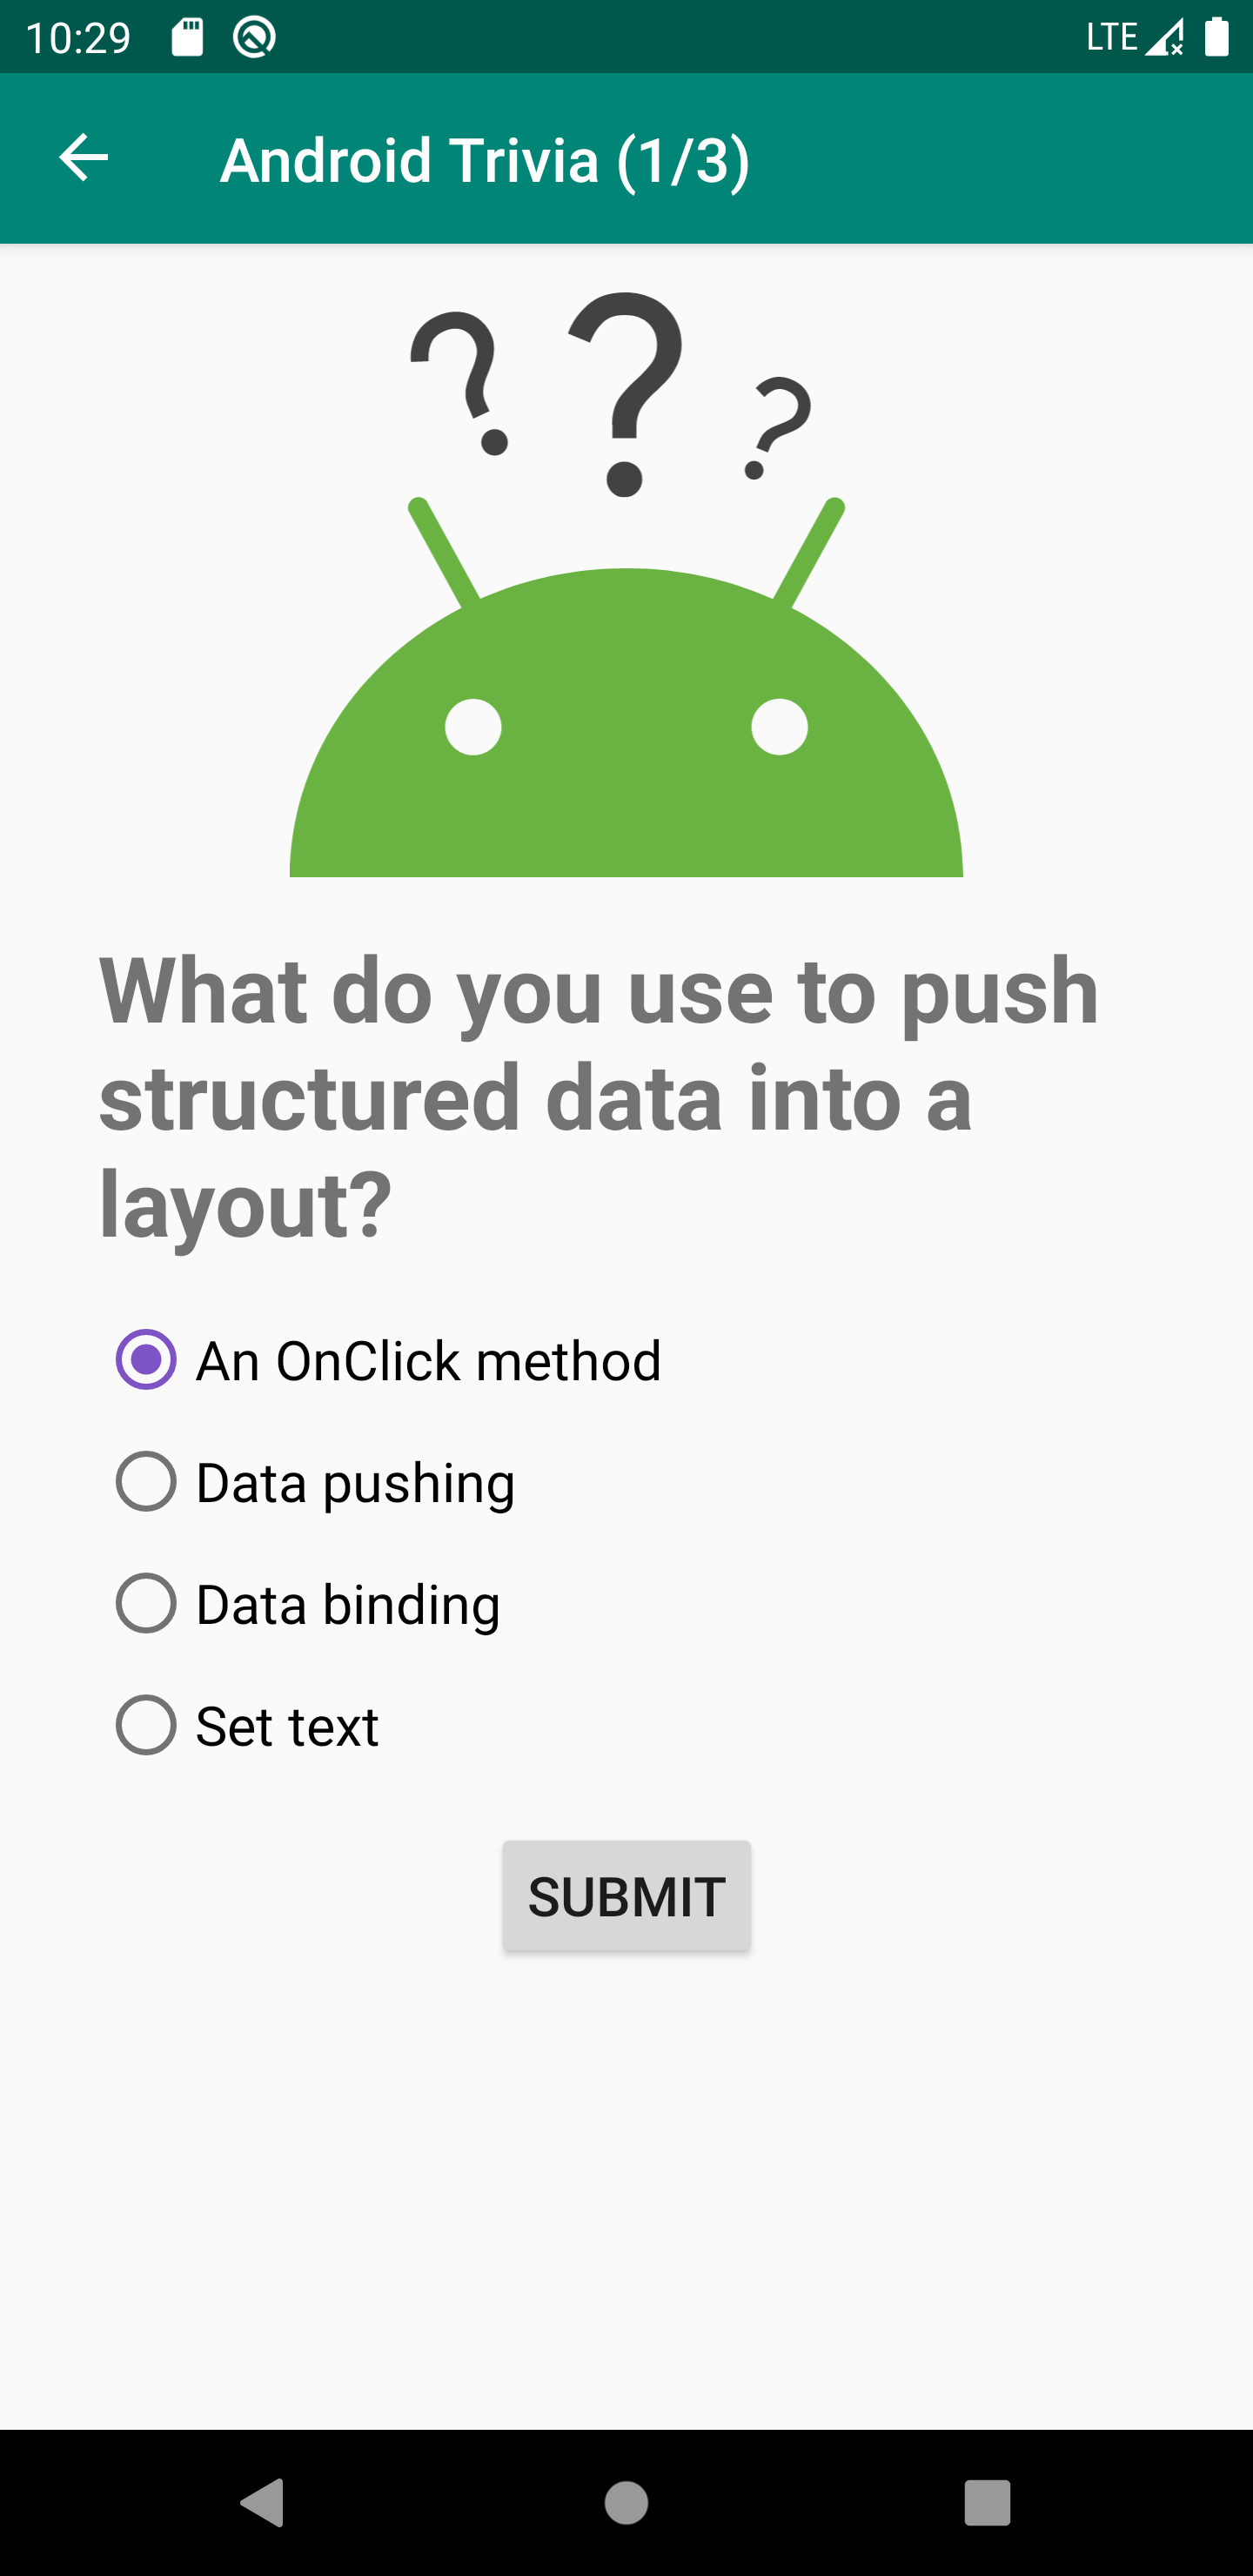 10:29
LTE
Android Trivia (1/3)
? ? ?
What do you use to push
structured data into a
layout?
An OnClick method
Data pushing
Data binding
Set text
SUBMIT